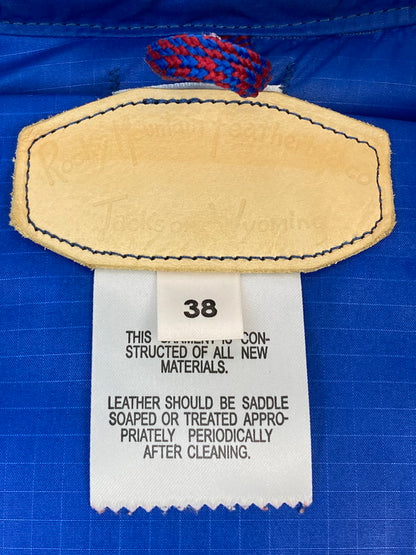 Rocky Mountain Featherbed Co
Jackson Wyoming
38
THIS GARMENT IS CON-
STRUCTED OF ALL NEW
MATERIALS.
LEATHER SHOULD BE SADDLE
SOAPED OR TREATED APPRO-
PRIATELY PERIODICALLY
AFTER CLEANING.